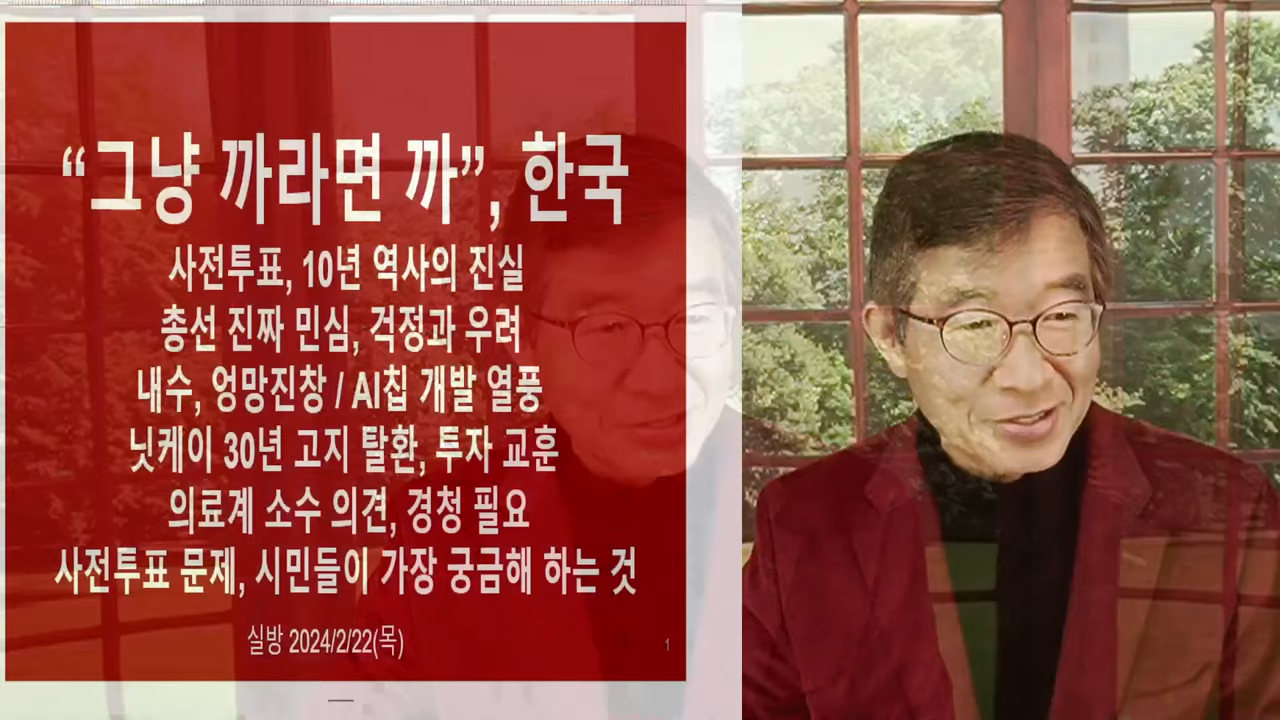 “그냥 까라면 까”, 한국
사전투표, 10년 역사의 진실
총선 진짜 민심, 걱정과 우려
내수, 엉망진창 / AI칩 개발 열풍
닛케이 30년 고지 탈환, 투자 교훈
의료계 소수 의견, 경청 필요
사전투표 문제, 시민들이 가장 궁금해 하는 것
실방 2024/2/22(목)
1